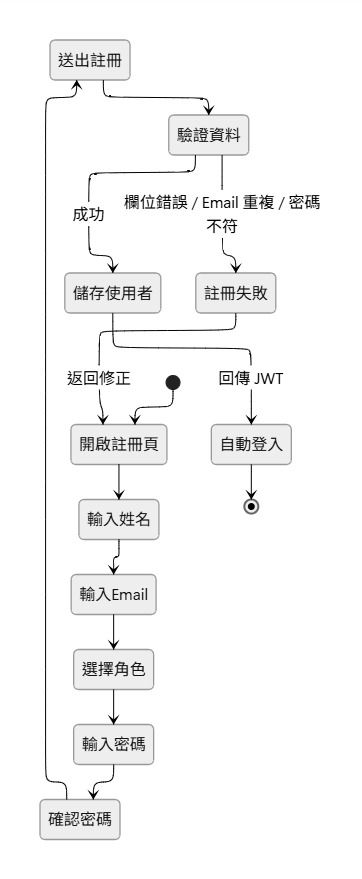 送出註冊
驗證資料
成功
欄位錯誤 / Email 重複 / 密碼
不符
儲存使用者
註冊失敗
返回修正
回傳 JWT
開啟註冊頁
自動登入
輸入姓名
輸入Email
選擇角色
輸入密碼
確認密碼